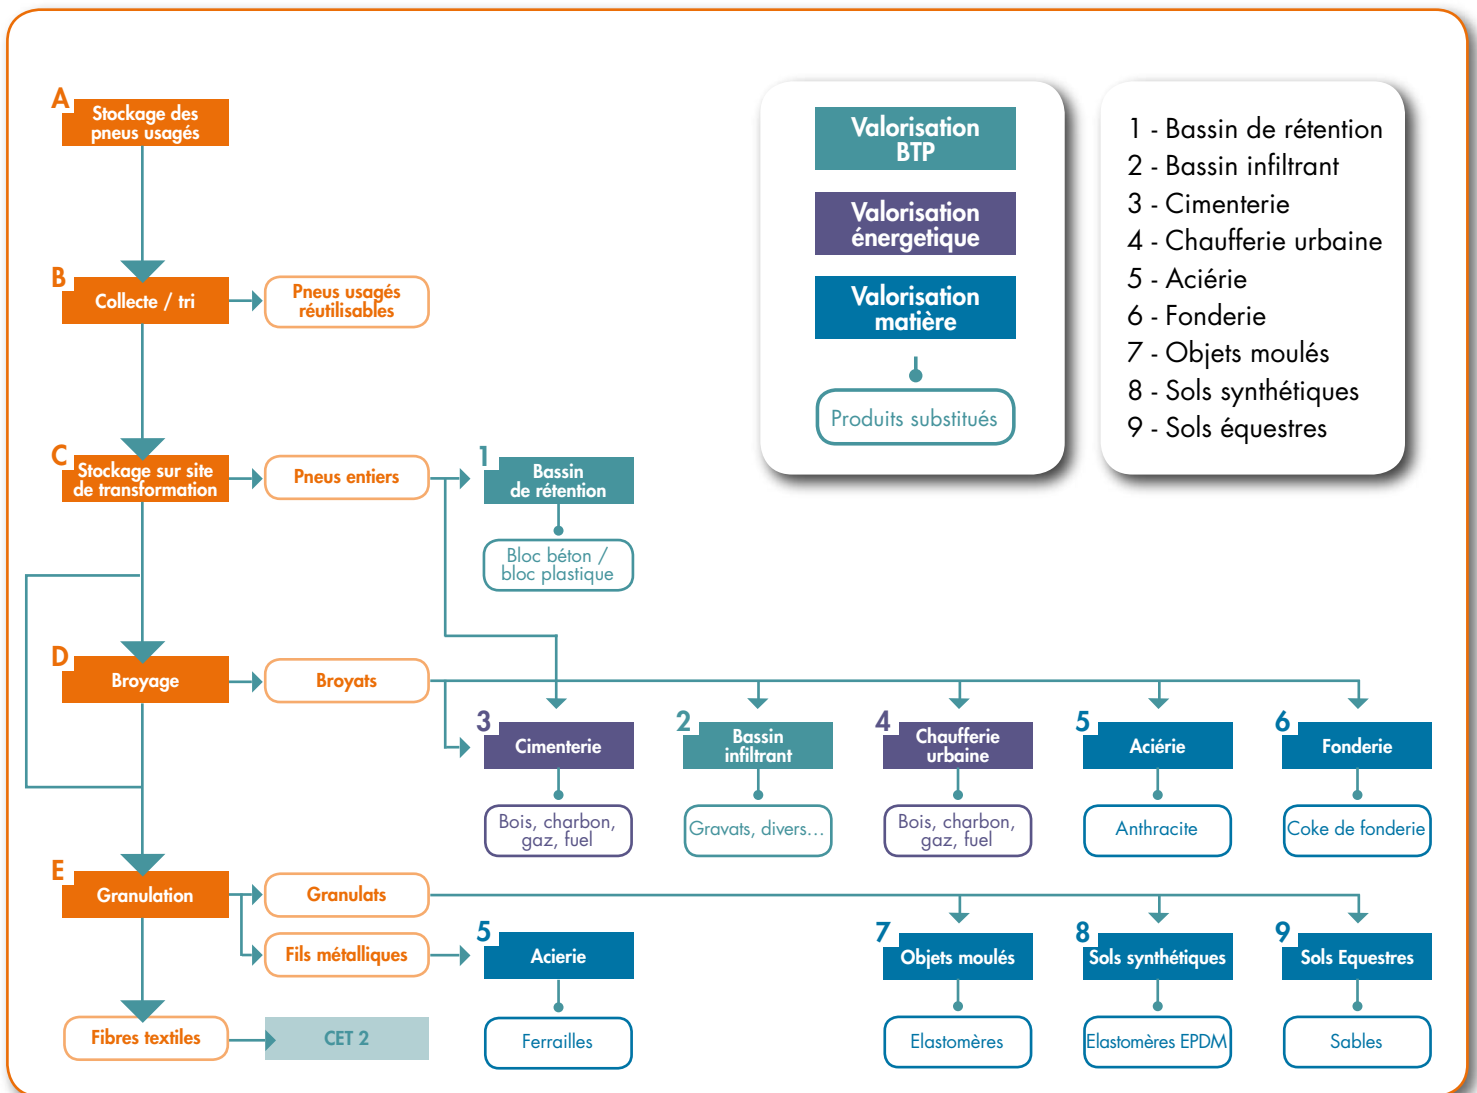 A
Stockage des
pneus usagés
Valorisation
BTP
Valorisation
énergetique
Valorisation
matière
Produits substitués
1 - Bassin de rétention
2 - Bassin infiltrant
3 - Cimenterie
4 - Chaufferie urbaine
5 - Aciérie
6 - Fonderie
7 - Objets moulés
8 - Sols synthétiques
9 - Sols équestres
B
Collecte / tri
Pneus usagés
réutilisables
C
Stockage sur site
de transformation
Pneus entiers
1
Bassin
de rétention
Bloc béton /
bloc plastique
D
Broyage
Broyats
3
Cimenterie
2
Bassin
infiltrant
4
Chaufferie
urbaine
5
Aciérie
6
Fonderie
Bois, charbon,
gaz, fuel
Gravats, divers...
Bois, charbon,
gaz, fuel
Anthracite
Coke de fonderie
E
Granulation
Granulats
Fils métalliques
5
Acierie
7
Objets moulés
8
Sols synthétiques
9
Sols Equestres
Fibres textiles
CET 2
Ferrailles
Elastomères
Elastomères EPDM
Sables